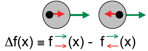 Δf(x) ≡ f⇄(x) - f⇄(x)